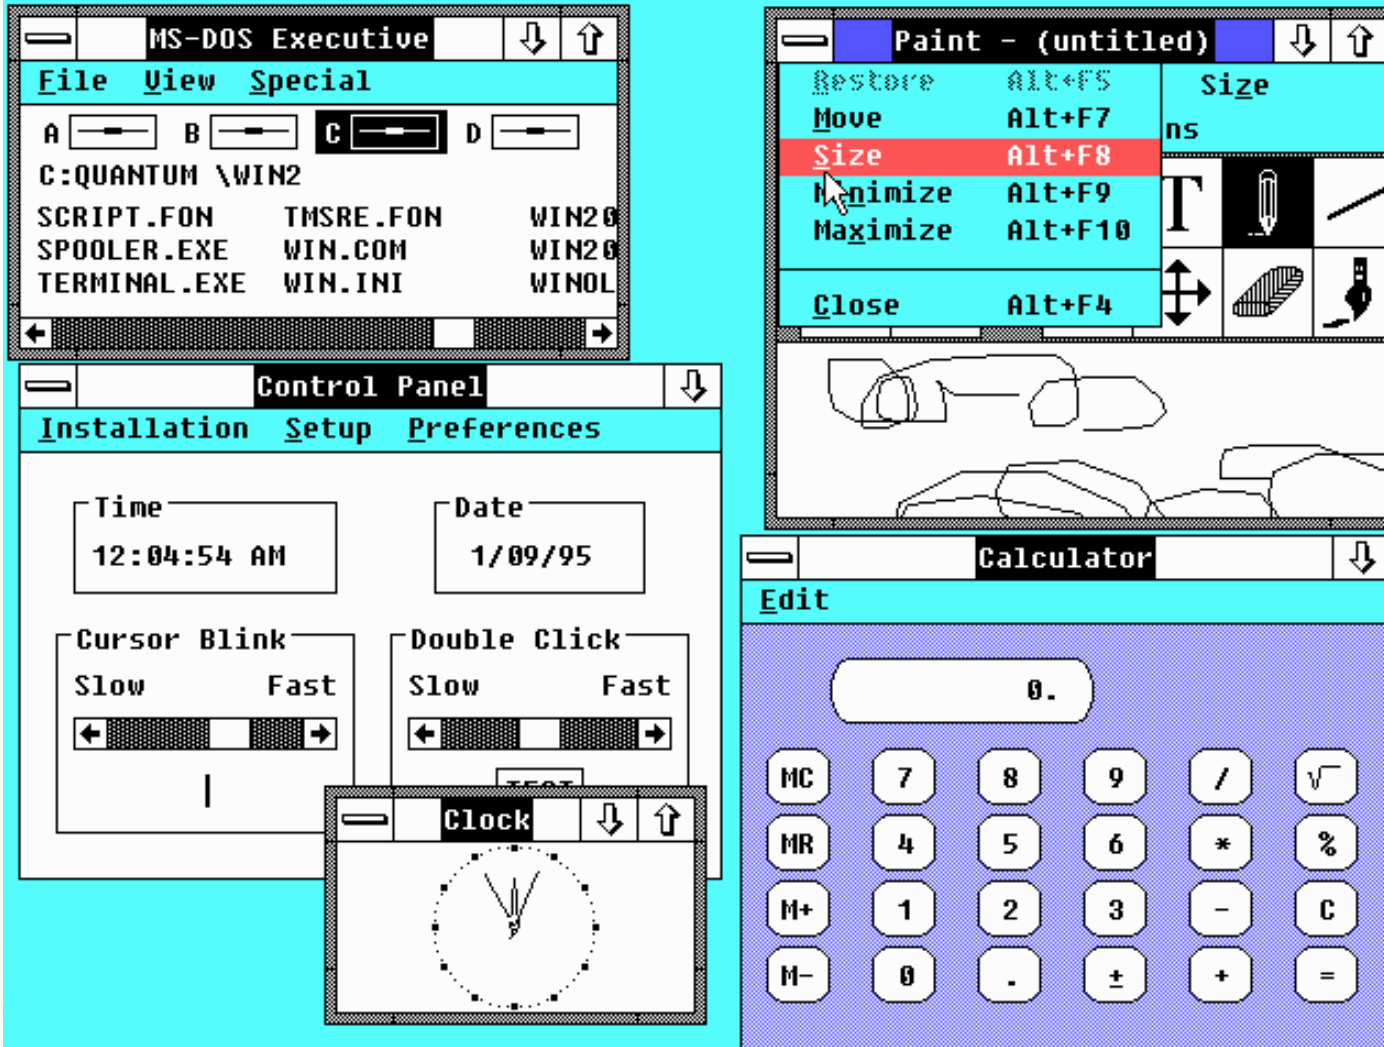 MS-DOS Executive
File View Special
A B C D
C:QUANTUM \WIN2
SCRIPT.FON TMSRE.FON WIN20
SPOOLER.EXE WIN.COM WIN20
TERMINAL.EXE WIN.INI WINOL
Control Panel
Installation Setup Preferences
Time Date
12:04:54 AM 1/09/95
Cursor Blink Double Click
Slow Fast Slow Fast
TEST
Clock
Paint - (untitled)
Restore Alt+F5
Size
Move Alt+F7
ns
Size Alt+F8
Minimize Alt+F9
Maximize Alt+F10
Close Alt+F4
T
Calculator
Edit
0.
MC 7 8 9 / √
MR 4 5 6 * %
M+ 1 2 3 - C
M- 0 . ± + =